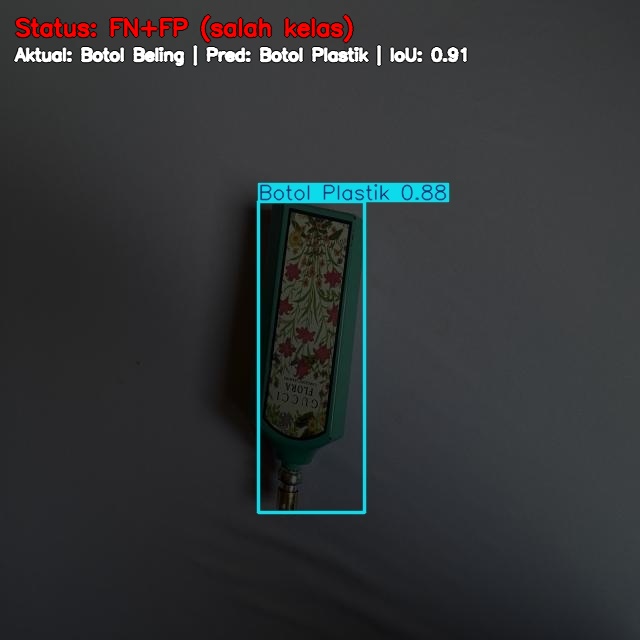 Status: FN+FP (salah kelas)
Aktual: Botol Beling | Pred: Botol Plastik | IoU: 0.91
Botol Plastik 0.88
GUCCI
FLORA